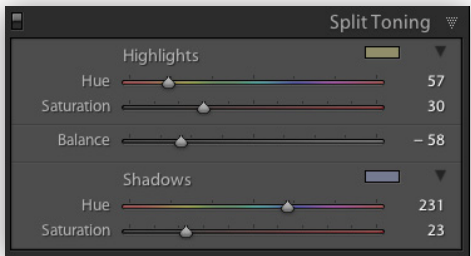 Split Toning
Highlights
Hue 57
Saturation 30
Balance – 58
Shadows
Hue 231
Saturation 23